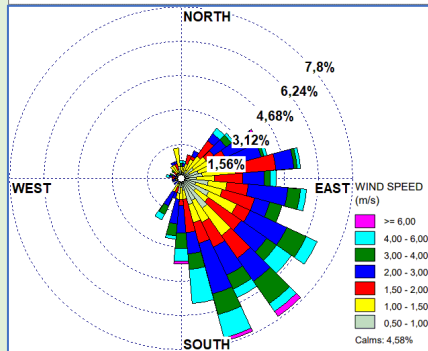 NORTH
7,8%
6,24%
4,68%
3,12%
1,56%
WEST
EAST
SOUTH
WIND SPEED
(m/s)
>= 6,00
4,00 - 6,00
3,00 - 4,00
2,00 - 3,00
1,50 - 2,00
1,00 - 1,50
0,50 - 1,00
Calms: 4,58%